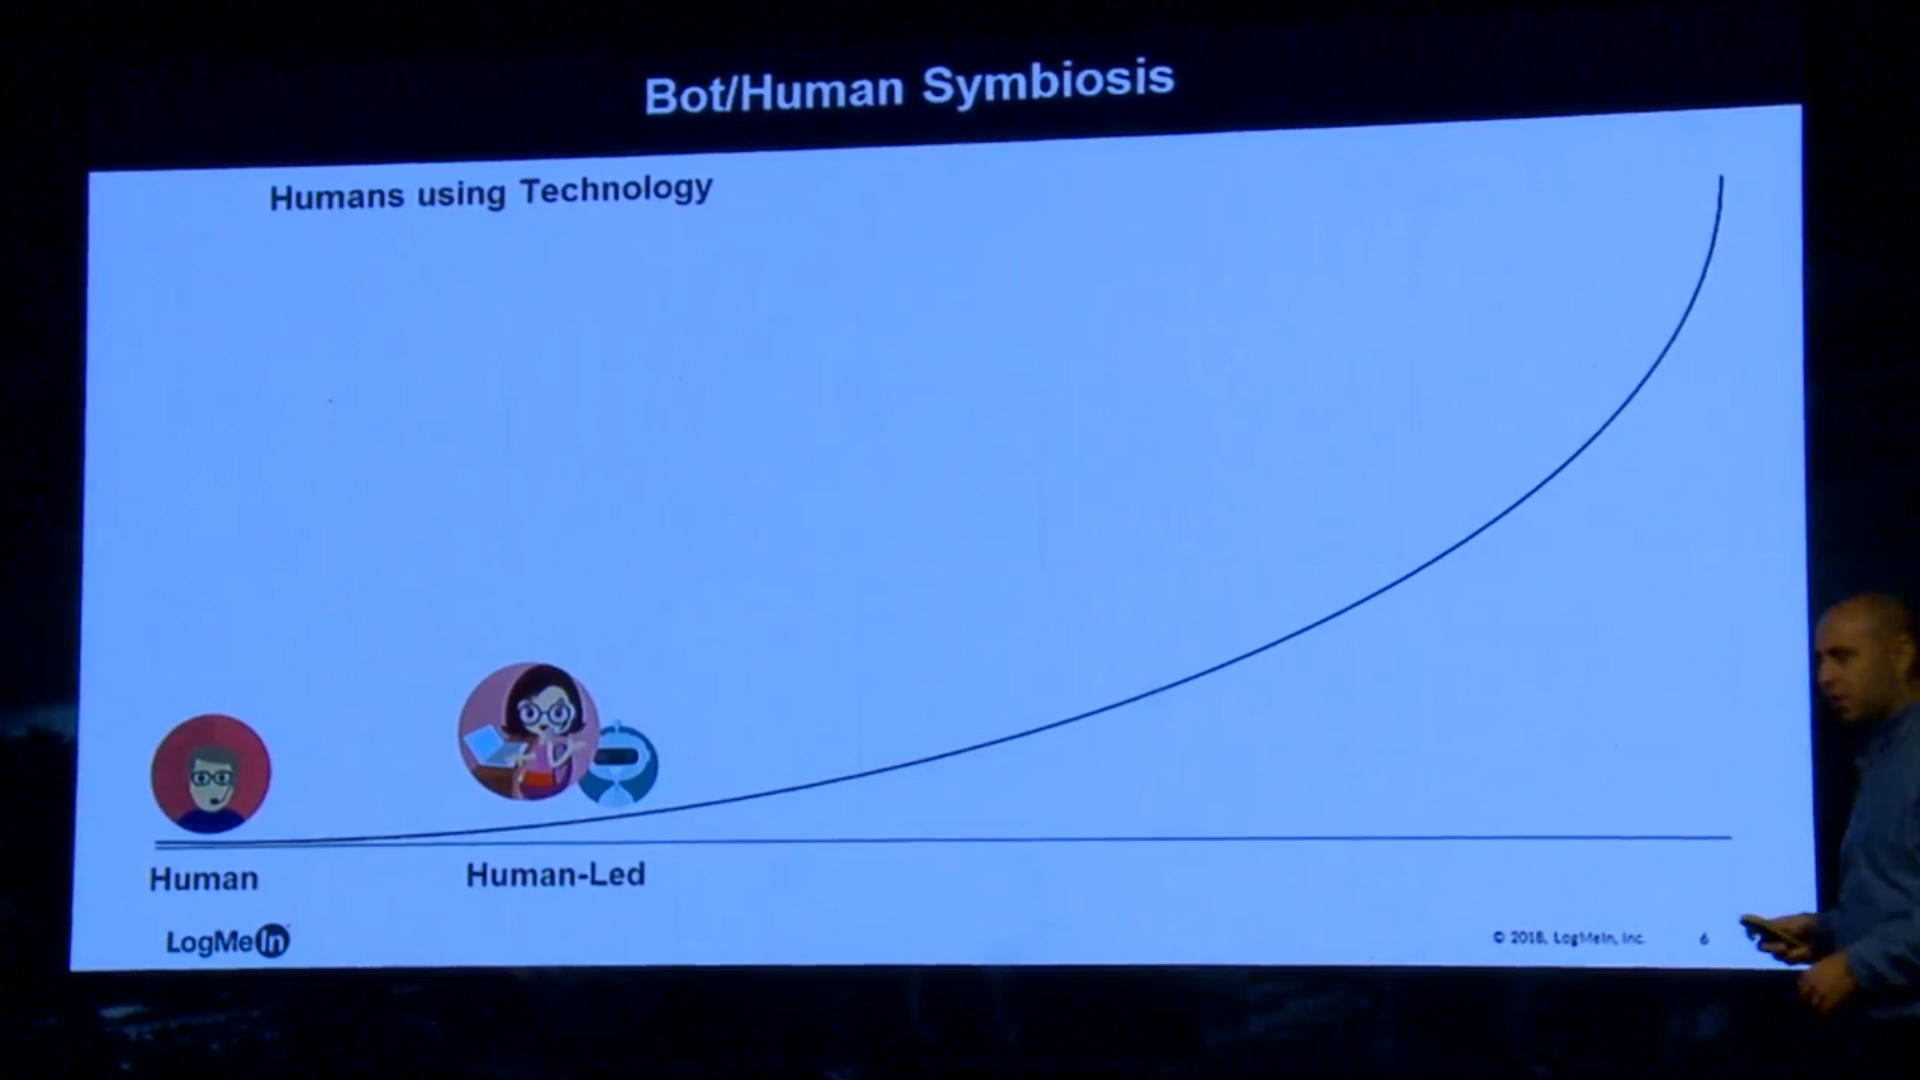 Bot/Human Symbiosis
Humans using Technology
Human
Human-Led
LogMeIn
© 2018, LogMeIn, Inc.
6